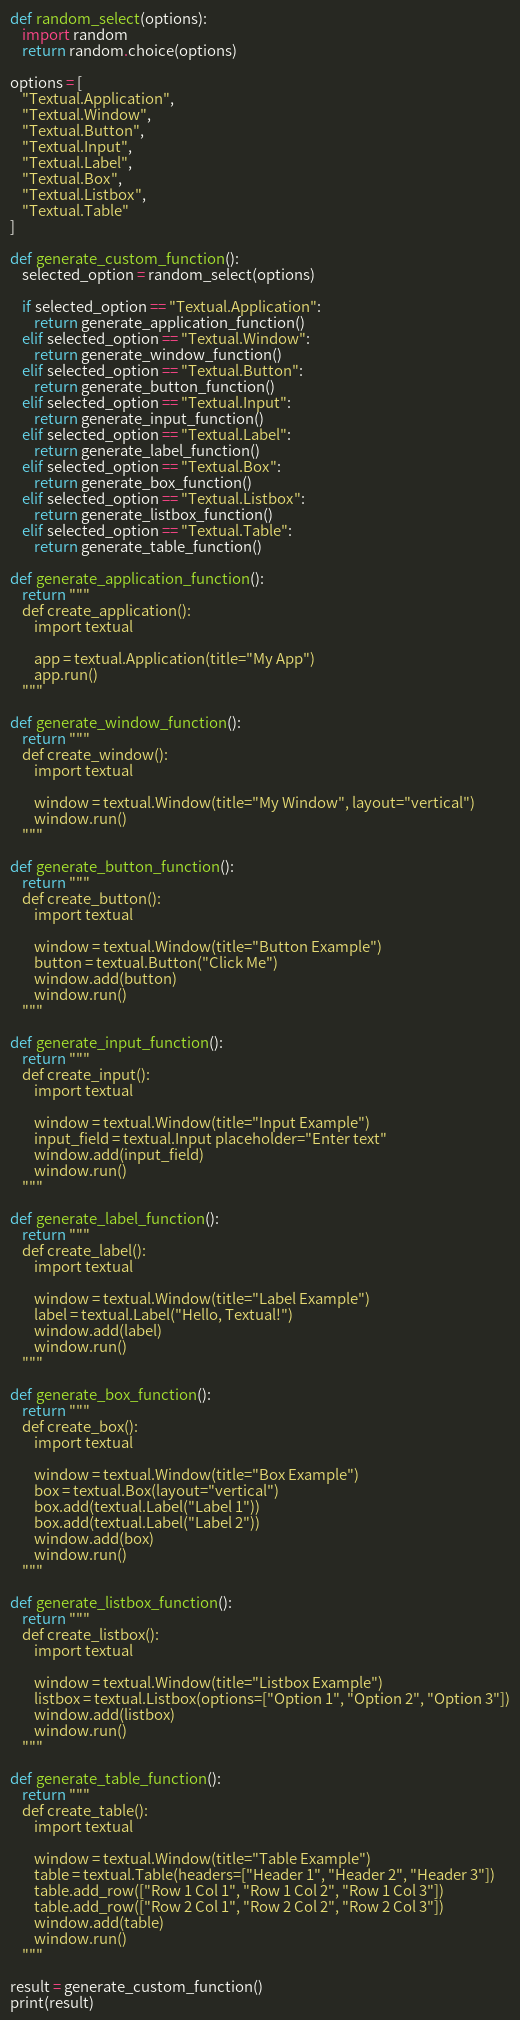 def random_select(options):
    import random
    return random.choice(options)

options = [
    "Textual.Application",
    "Textual.Window",
    "Textual.Button",
    "Textual.Input",
    "Textual.Label",
    "Textual.Box",
    "Textual.Listbox",
    "Textual.Table"
]

def generate_custom_function():
    selected_option = random_select(options)

    if selected_option == "Textual.Application":
        return generate_application_function()
    elif selected_option == "Textual.Window":
        return generate_window_function()
    elif selected_option == "Textual.Button":
        return generate_button_function()
    elif selected_option == "Textual.Input":
        return generate_input_function()
    elif selected_option == "Textual.Label":
        return generate_label_function()
    elif selected_option == "Textual.Box":
        return generate_box_function()
    elif selected_option == "Textual.Listbox":
        return generate_listbox_function()
    elif selected_option == "Textual.Table":
        return generate_table_function()

def generate_application_function():
    return """
    def create_application():
        import textual

        app = textual.Application(title="My App")
        app.run()
    """

def generate_window_function():
    return """
    def create_window():
        import textual

        window = textual.Window(title="My Window", layout="vertical")
        window.run()
    """

def generate_button_function():
    return """
    def create_button():
        import textual

        window = textual.Window(title="Button Example")
        button = textual.Button("Click Me")
        window.add(button)
        window.run()
    """

def generate_input_function():
    return """
    def create_input():
        import textual

        window = textual.Window(title="Input Example")
        input_field = textual.Input placeholder="Enter text"
        window.add(input_field)
        window.run()
    """

def generate_label_function():
    return """
    def create_label():
        import textual

        window = textual.Window(title="Label Example")
        label = textual.Label("Hello, Textual!")
        window.add(label)
        window.run()
    """

def generate_box_function():
    return """
    def create_box():
        import textual

        window = textual.Window(title="Box Example")
        box = textual.Box(layout="vertical")
        box.add(textual.Label("Label 1"))
        box.add(textual.Label("Label 2"))
        window.add(box)
        window.run()
    """

def generate_listbox_function():
    return """
    def create_listbox():
        import textual

        window = textual.Window(title="Listbox Example")
        listbox = textual.Listbox(options=["Option 1", "Option 2", "Option 3"])
        window.add(listbox)
        window.run()
    """

def generate_table_function():
    return """
    def create_table():
        import textual

        window = textual.Window(title="Table Example")
        table = textual.Table(headers=["Header 1", "Header 2", "Header 3"])
        table.add_row(["Row 1 Col 1", "Row 1 Col 2", "Row 1 Col 3"])
        table.add_row(["Row 2 Col 1", "Row 2 Col 2", "Row 2 Col 3"])
        window.add(table)
        window.run()
    """

result = generate_custom_function()
print(result)